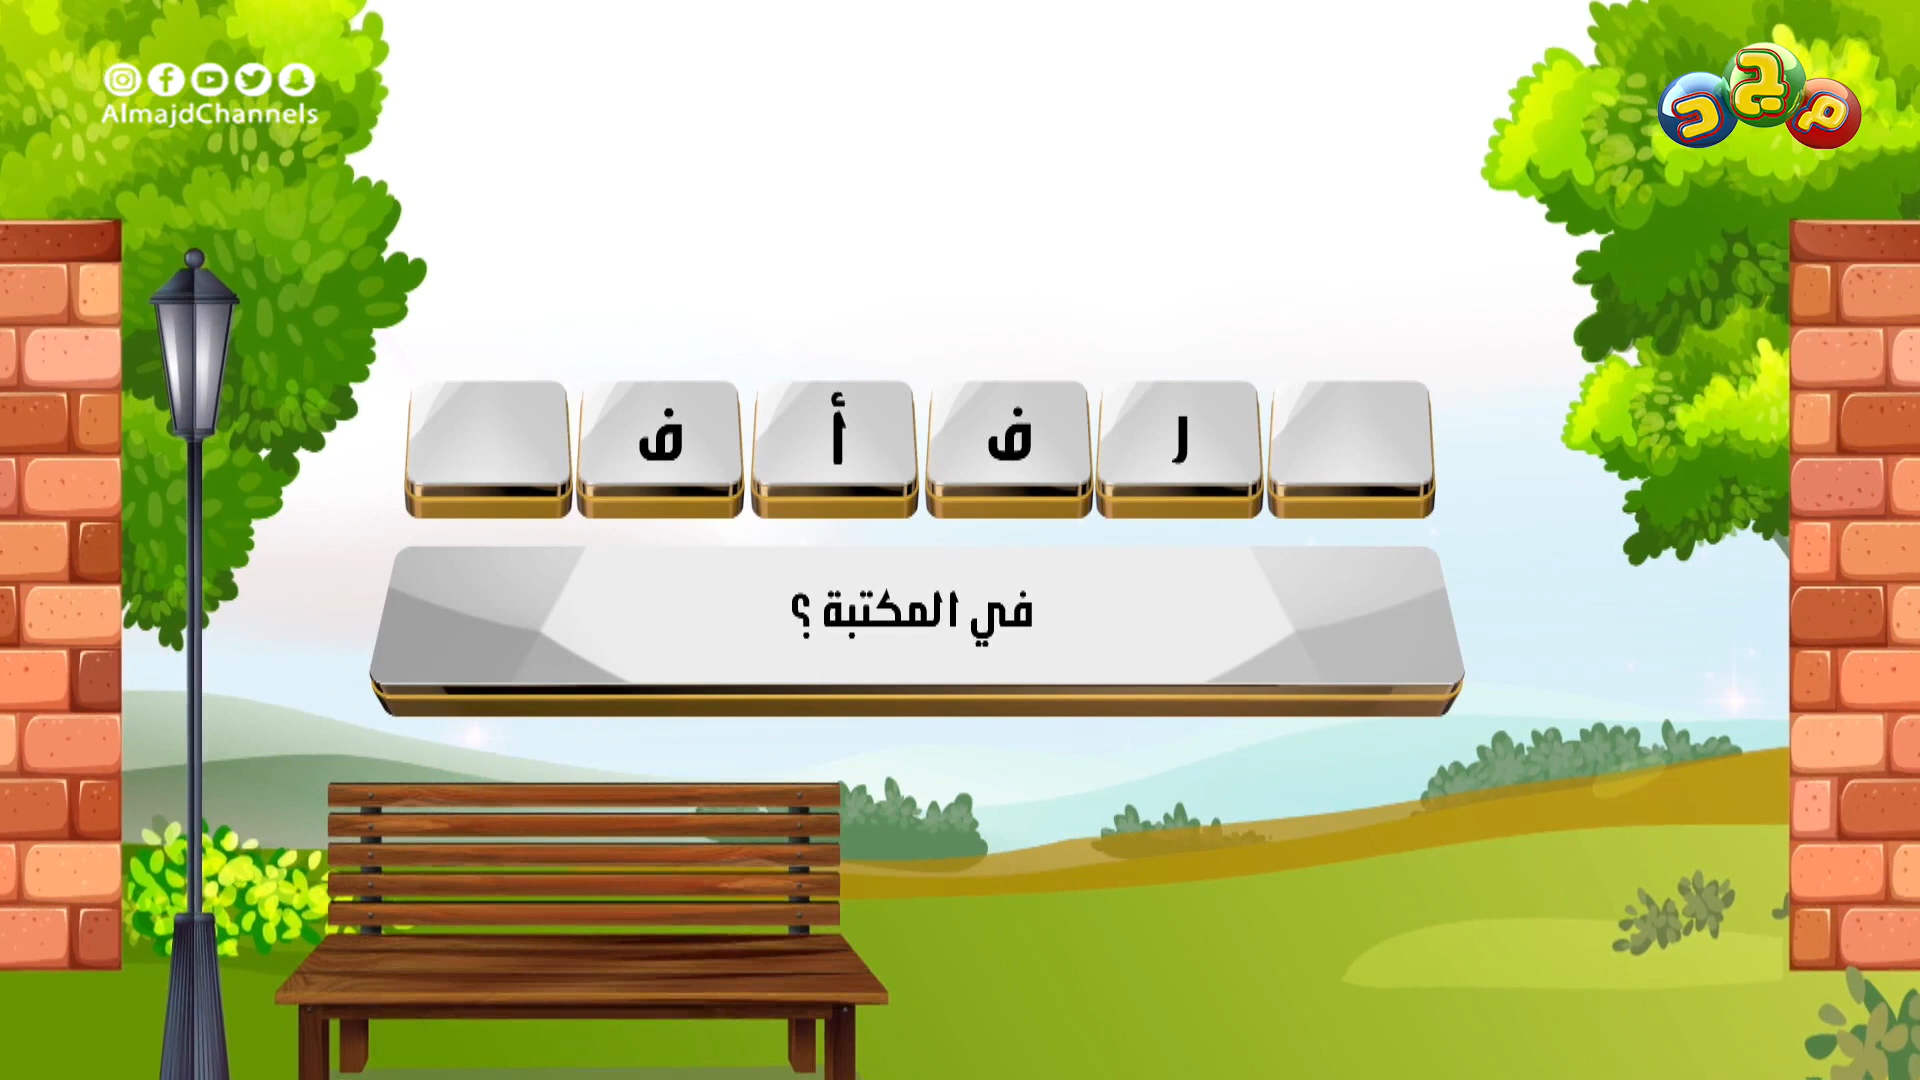 AlmajdChannels
مجد
ر ف أ ف
في المكتبة ؟